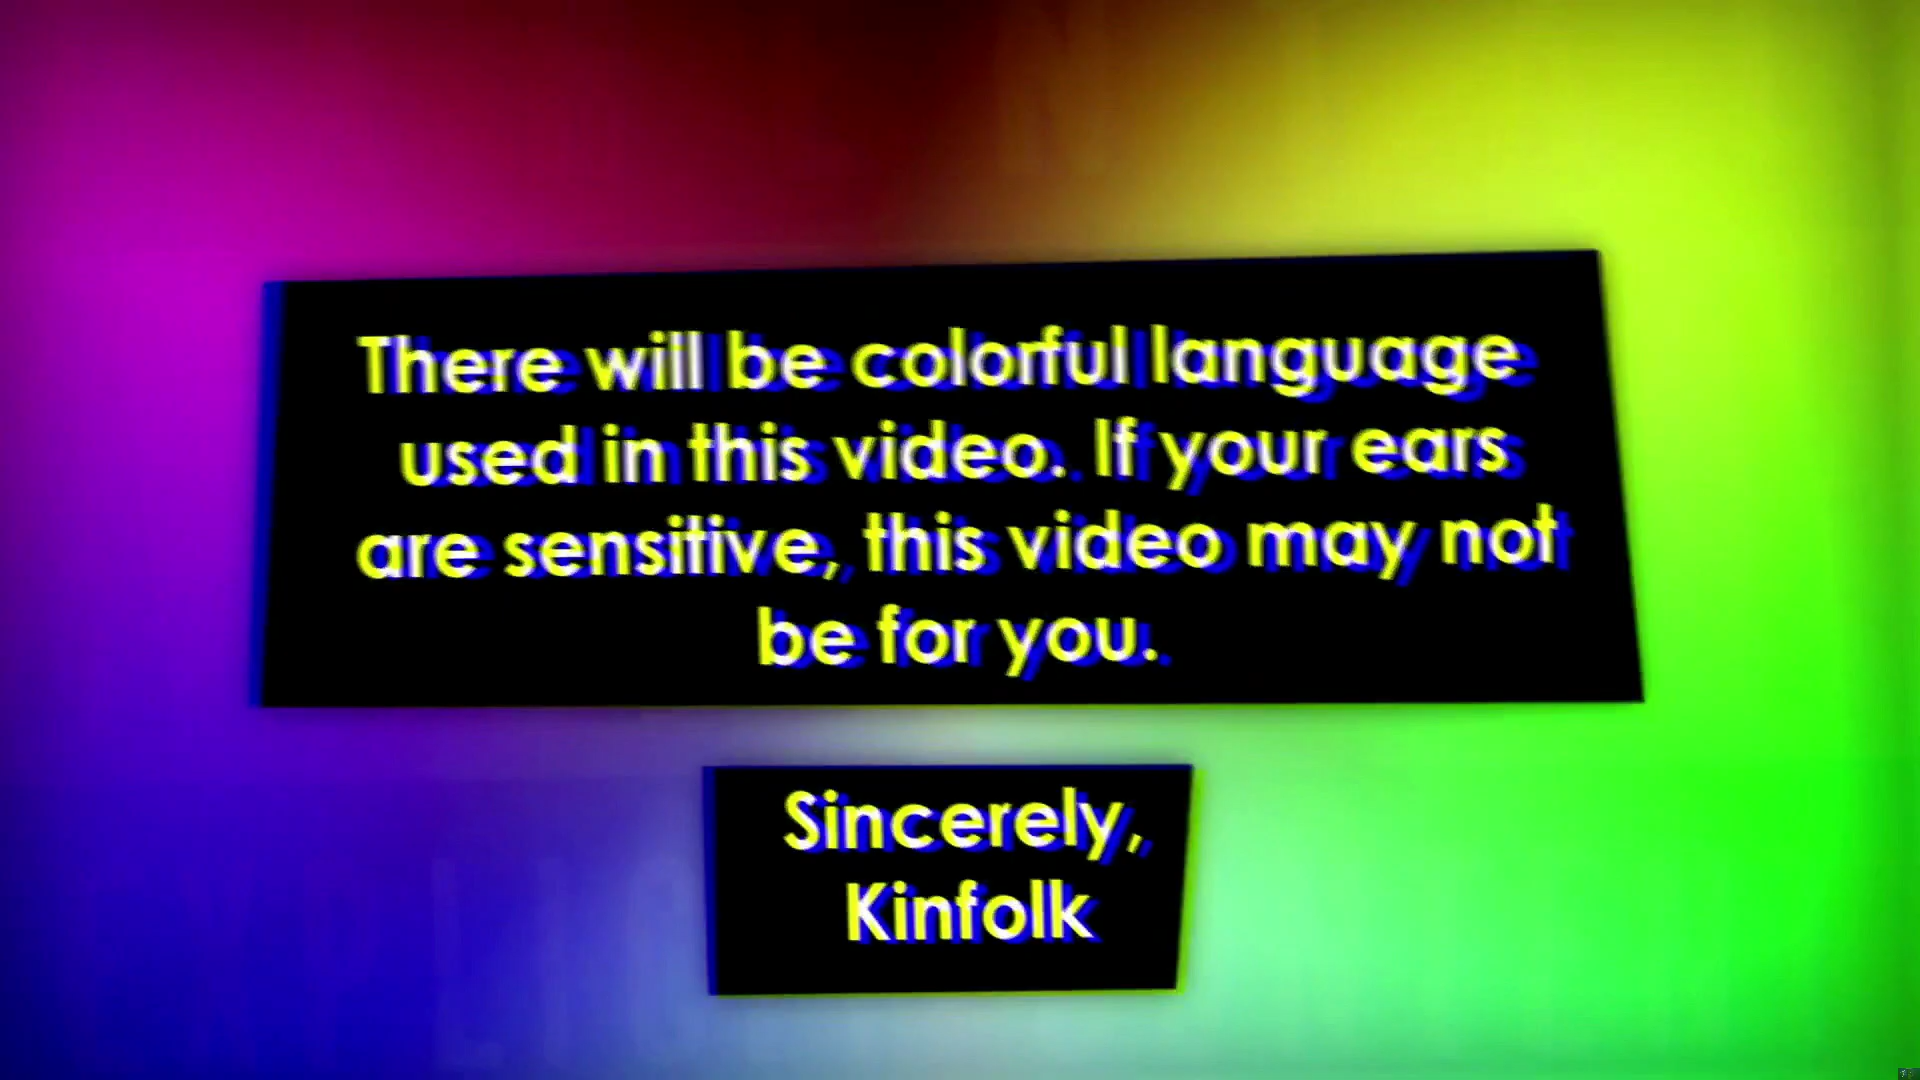 There will be colorful language
used in this video. If your ears
are sensitive, this video may not
be for you.
Sincerely,
Kinfolk